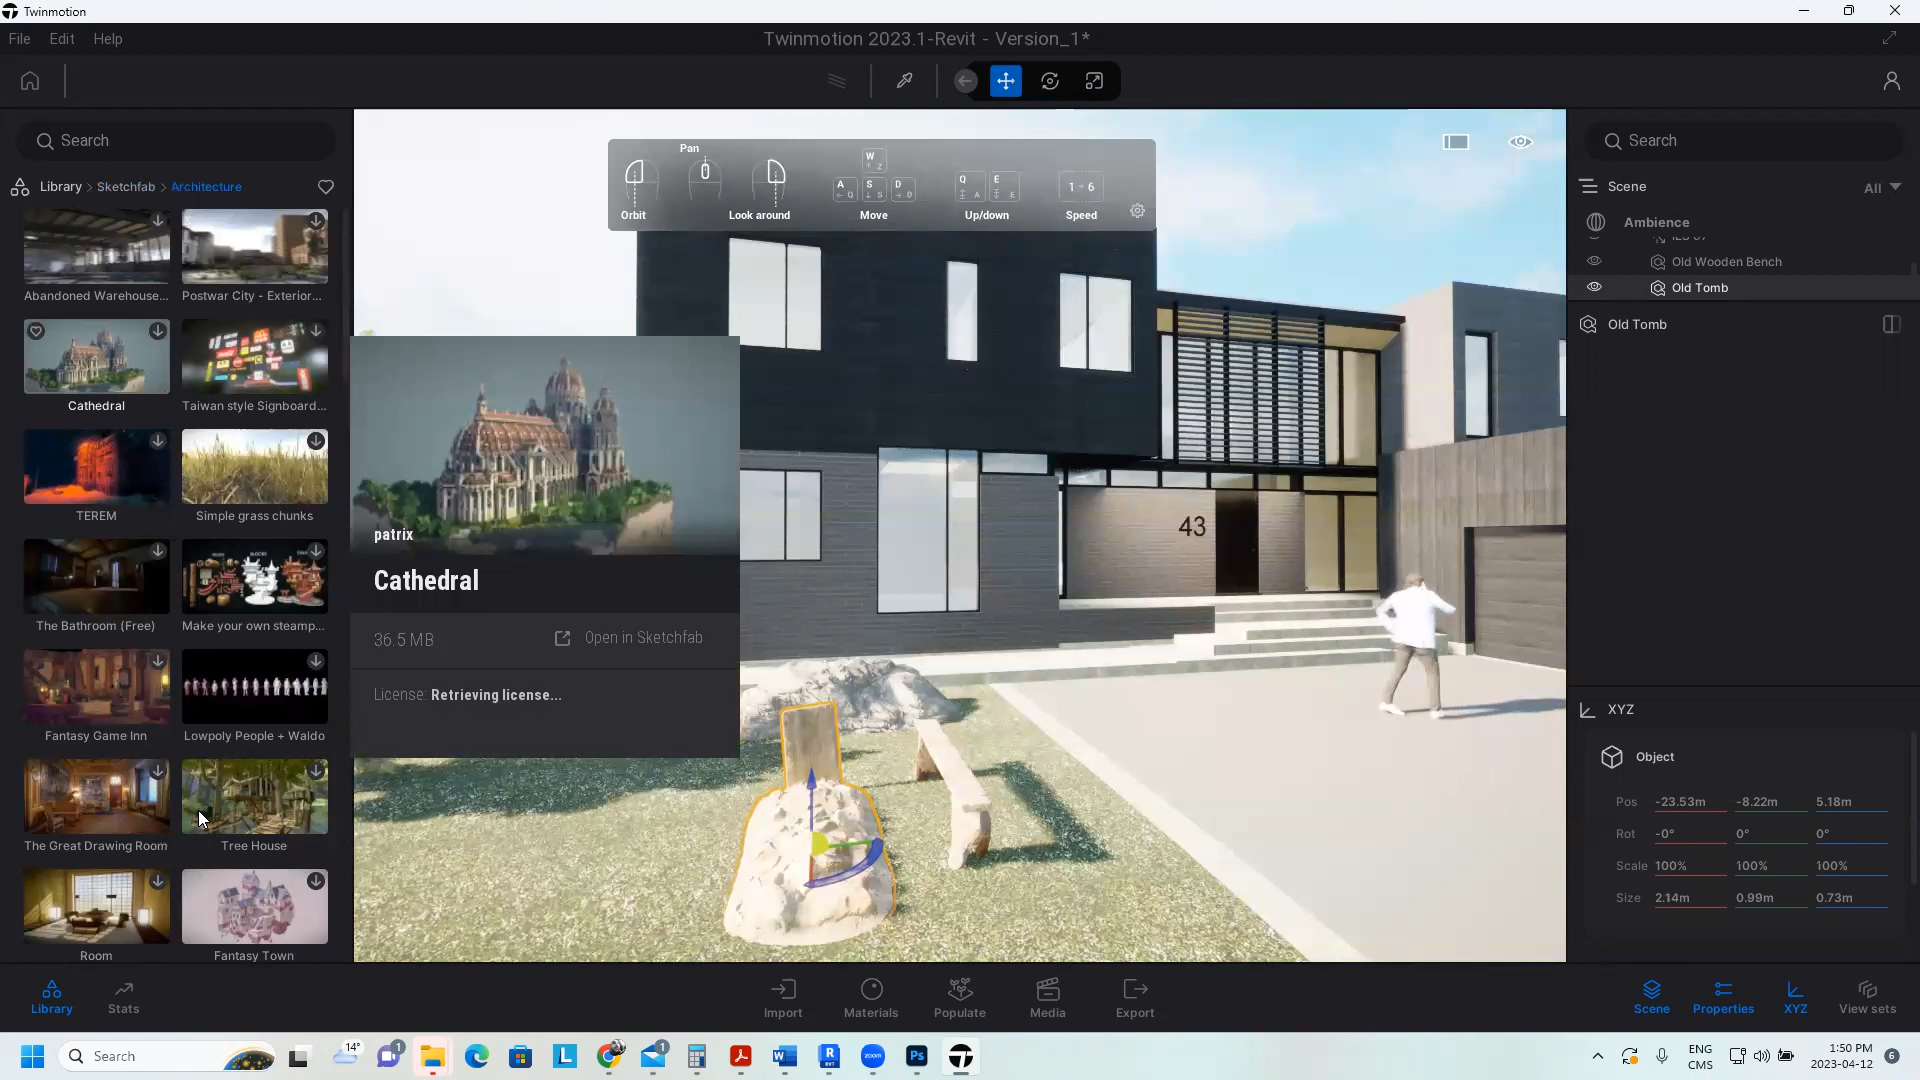 Twinmotion
File Edit Help
Twinmotion 2023.1-Revit - Version_1*
Search
Library > Sketchfab > Architecture
Abandoned Warehouse...
Postwar City - Exterior...
Cathedral
Taiwan style Signboard...
TEREM
Simple grass chunks
The Bathroom (Free)
Make your own steamp...
Fantasy Game Inn
Lowpoly People + Waldo
The Great Drawing Room
Tree House
Room
Fantasy Town
Pan
Orbit
Look around
W
A S D
Move
Q E
Up/down
1 - 6
Speed
patrix
Cathedral
36.5 MB
Open in Sketchfab
License: Retrieving license...
43
Search
Scene
All
Ambience
Old Wooden Bench
Old Tomb
Old Tomb
XYZ
Object
Pos -23.53m -8.22m 5.18m
Rot -0° 0° 0°
Scale 100% 100% 100%
Size 2.14m 0.99m 0.73m
Library
Stats
Import
Materials
Populate
Media
Export
Scene
Properties
XYZ
View sets
Search
14°
1
1
ENG
CMS
1:50 PM
2023-04-12
6